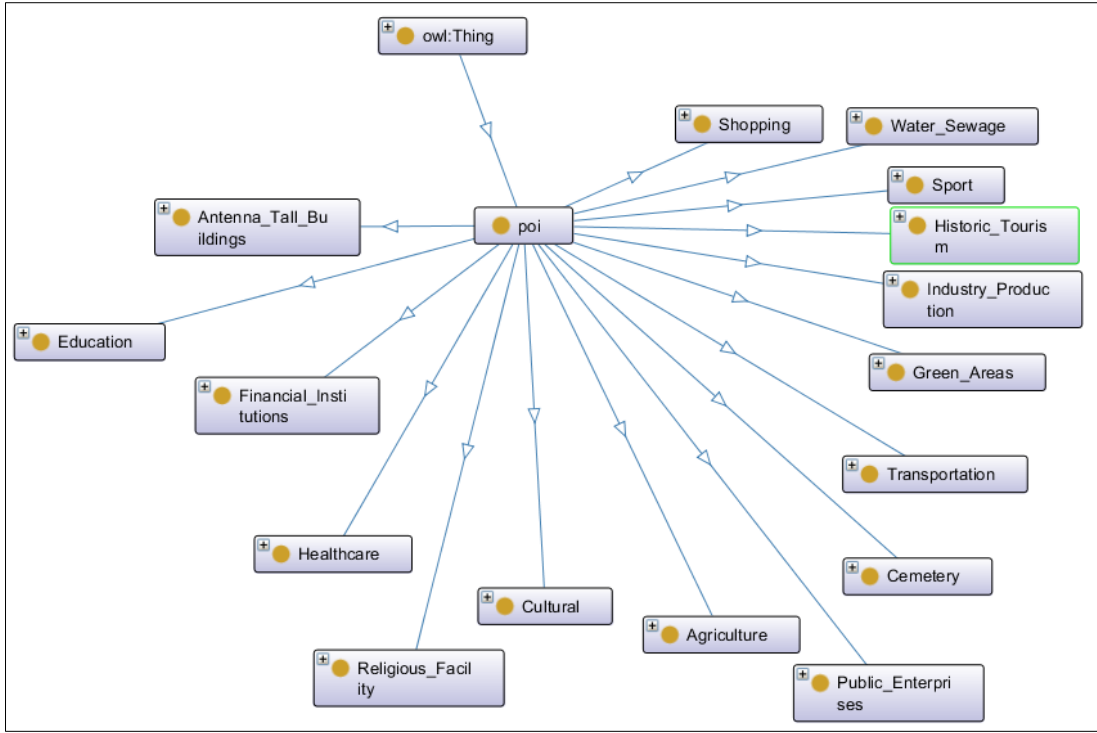 owl:Thing
Shopping
Water_Sewage
Sport
Antenna_Tall_Bu
ildings
poi
Historic_Touris
m
Industry_Produc
tion
Education
Green_Areas
Financial_Insti
tutions
Transportation
Healthcare
Cemetery
Cultural
Agriculture
Religious_Facil
ity
Public_Enterpri
ses